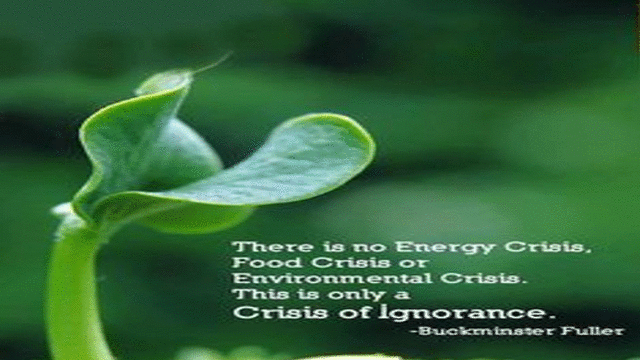 There is no Energy Crisis,
Food Crisis or
Environmental Crisis.
This is only a
Crisis of Ignorance.
-Buckminster Fuller